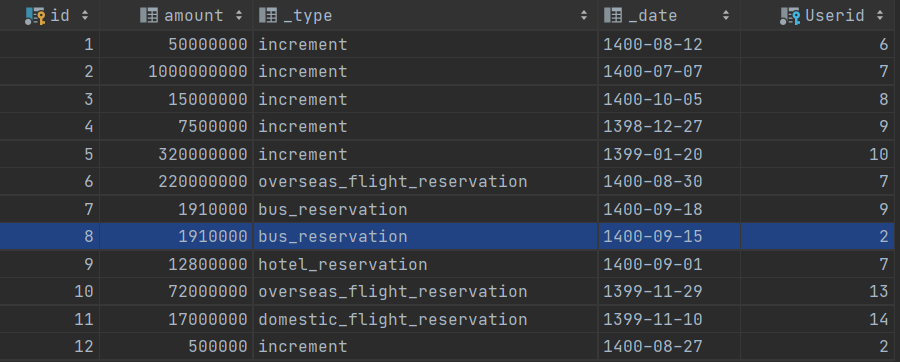 id amount _type _date Userid
1 50000000 increment 1400-08-12 6
2 1000000000 increment 1400-07-07 7
3 15000000 increment 1400-10-05 8
4 7500000 increment 1398-12-27 9
5 320000000 increment 1399-01-20 10
6 220000000 overseas_flight_reservation 1400-08-30 7
7 1910000 bus_reservation 1400-09-18 9
8 1910000 bus_reservation 1400-09-15 2
9 12800000 hotel_reservation 1400-09-01 7
10 72000000 overseas_flight_reservation 1399-11-29 13
11 17000000 domestic_flight_reservation 1399-11-10 14
12 500000 increment 1400-08-27 2